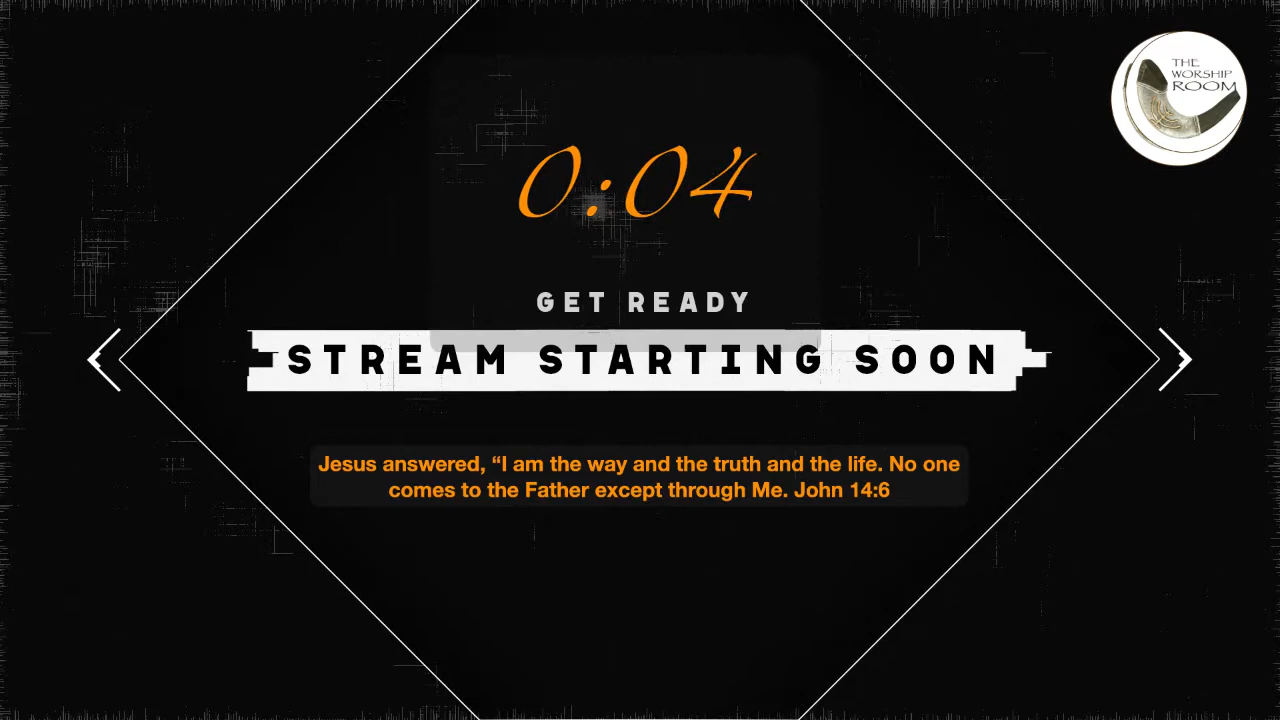 THE
WORSHIP
ROOM
0:04
GET READY
STREAM STARTING SOON
Jesus answered, “I am the way and the truth and the life. No one
comes to the Father except through Me. John 14:6